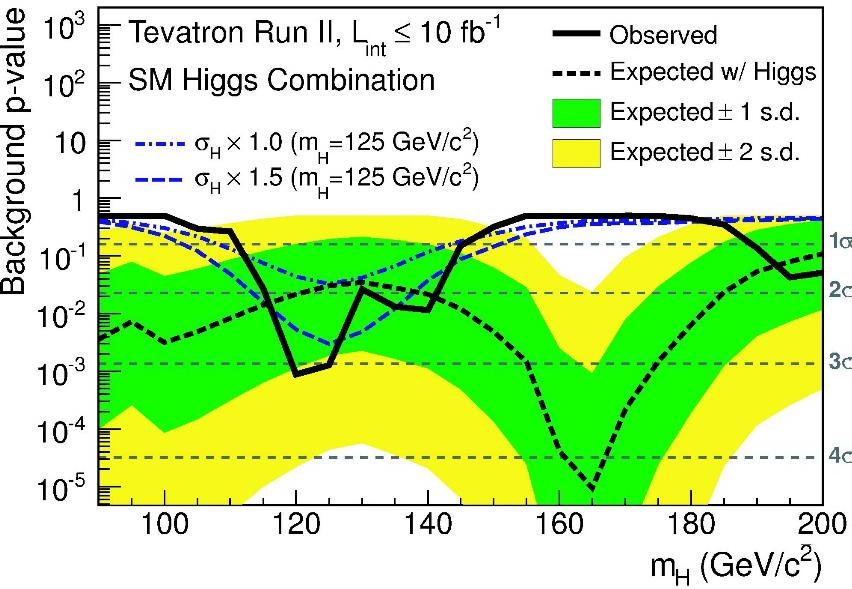 Tevatron Run II, L_int ≤ 10 fb⁻¹
SM Higgs Combination
σ_H × 1.0 (m_H=125 GeV/c²)
σ_H × 1.5 (m_H=125 GeV/c²)
Observed
Expected w/ Higgs
Expected ± 1 s.d.
Expected ± 2 s.d.
Background p-value
10³
10²
10
1
10⁻¹
10⁻²
10⁻³
10⁻⁴
10⁻⁵
1σ
2σ
3σ
4σ
100 120 140 160 180 200
m_H (GeV/c²)